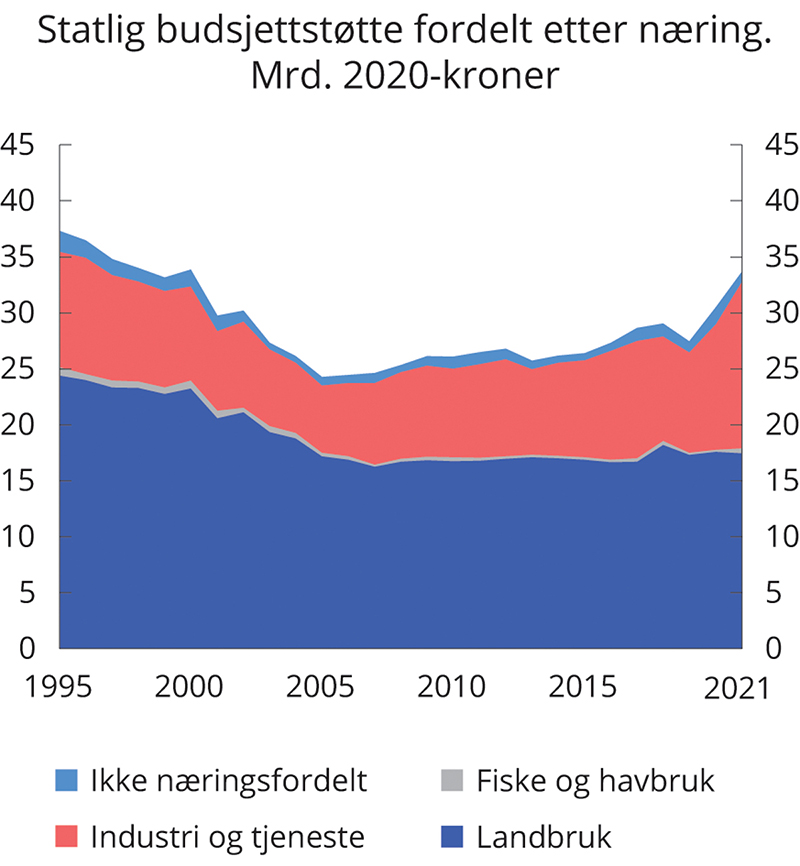 Statlig budsjettstøtte fordelt etter næring.
Mrd. 2020-kroner
45 45
40 40
35 35
30 30
25 25
20 20
15 15
10 10
5 5
0 0
1995 2000 2005 2010 2015 2021
Ikke næringsfordelt Fiske og havbruk
Industri og tjeneste Landbruk